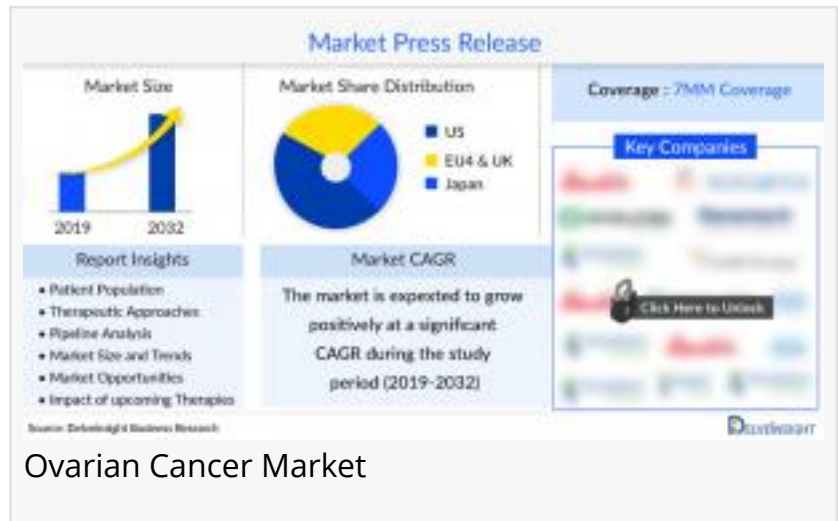 Market Press Release
Market Size
2019 2032
Market Share Distribution
US
EU4 & UK
Japan
Coverage : 7MM Coverage
Key Companies
Click Here to Unlock
Report Insights
• Patient Population
• Therapeutic Approaches
• Pipeline Analysis
• Market Size and Trends
• Market Opportunities
• Impact of upcoming Therapies
Market CAGR
The market is expexted to grow
positively at a significant
CAGR during the study
period (2019-2032)
Source: DelveInsight Business Research
DELVEINSIGHT
Ovarian Cancer Market